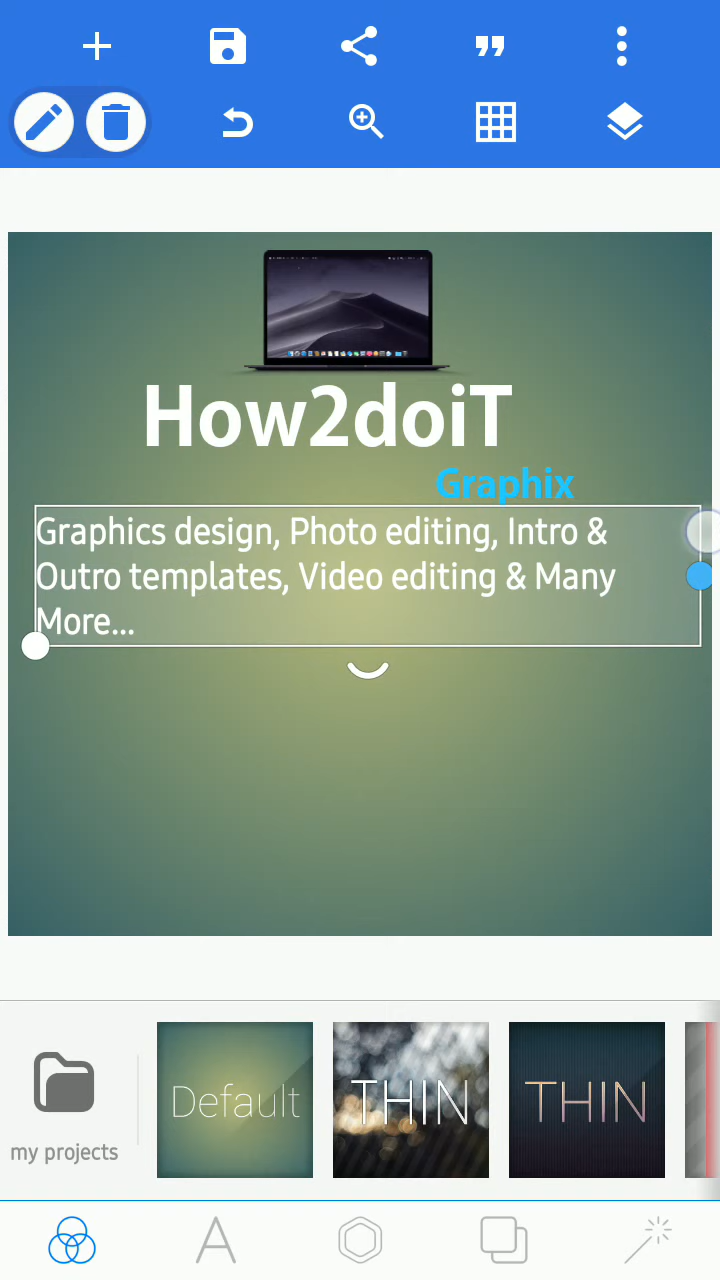 How2doiT
Graphix
Graphics design, Photo editing, Intro &
Outro templates, Video editing & Many
More...
my projects
Default
THIN
THIN